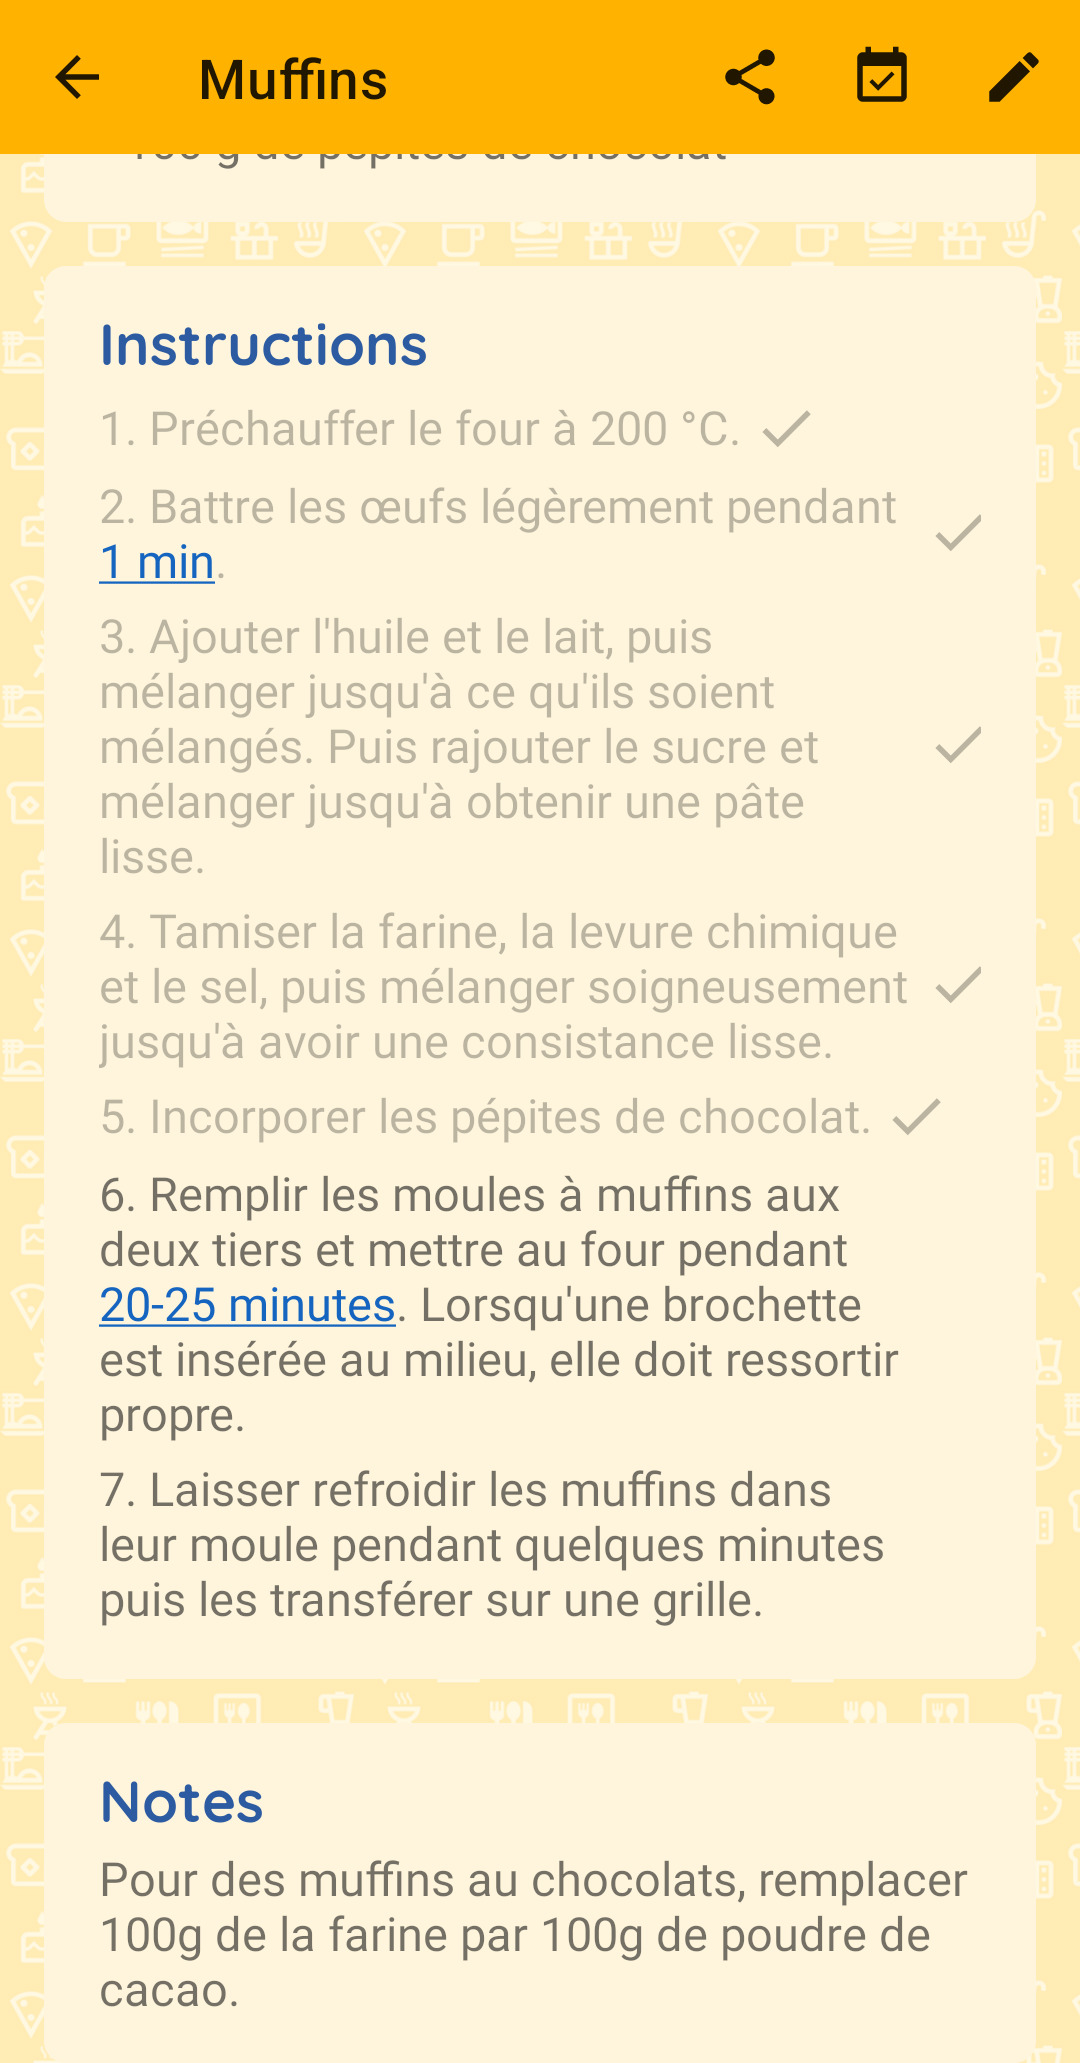 Muffins
100 g de pépites de chocolat
Instructions
1. Préchauffer le four à 200 °C.
2. Battre les œufs légèrement pendant
1 min.
3. Ajouter l'huile et le lait, puis
mélanger jusqu'à ce qu'ils soient
mélangés. Puis rajouter le sucre et
mélanger jusqu'à obtenir une pâte
lisse.
4. Tamiser la farine, la levure chimique
et le sel, puis mélanger soigneusement
jusqu'à avoir une consistance lisse.
5. Incorporer les pépites de chocolat.
6. Remplir les moules à muffins aux
deux tiers et mettre au four pendant
20-25 minutes. Lorsqu'une brochette
est insérée au milieu, elle doit ressortir
propre.
7. Laisser refroidir les muffins dans
leur moule pendant quelques minutes
puis les transférer sur une grille.
Notes
Pour des muffins au chocolats, remplacer
100g de la farine par 100g de poudre de
cacao.